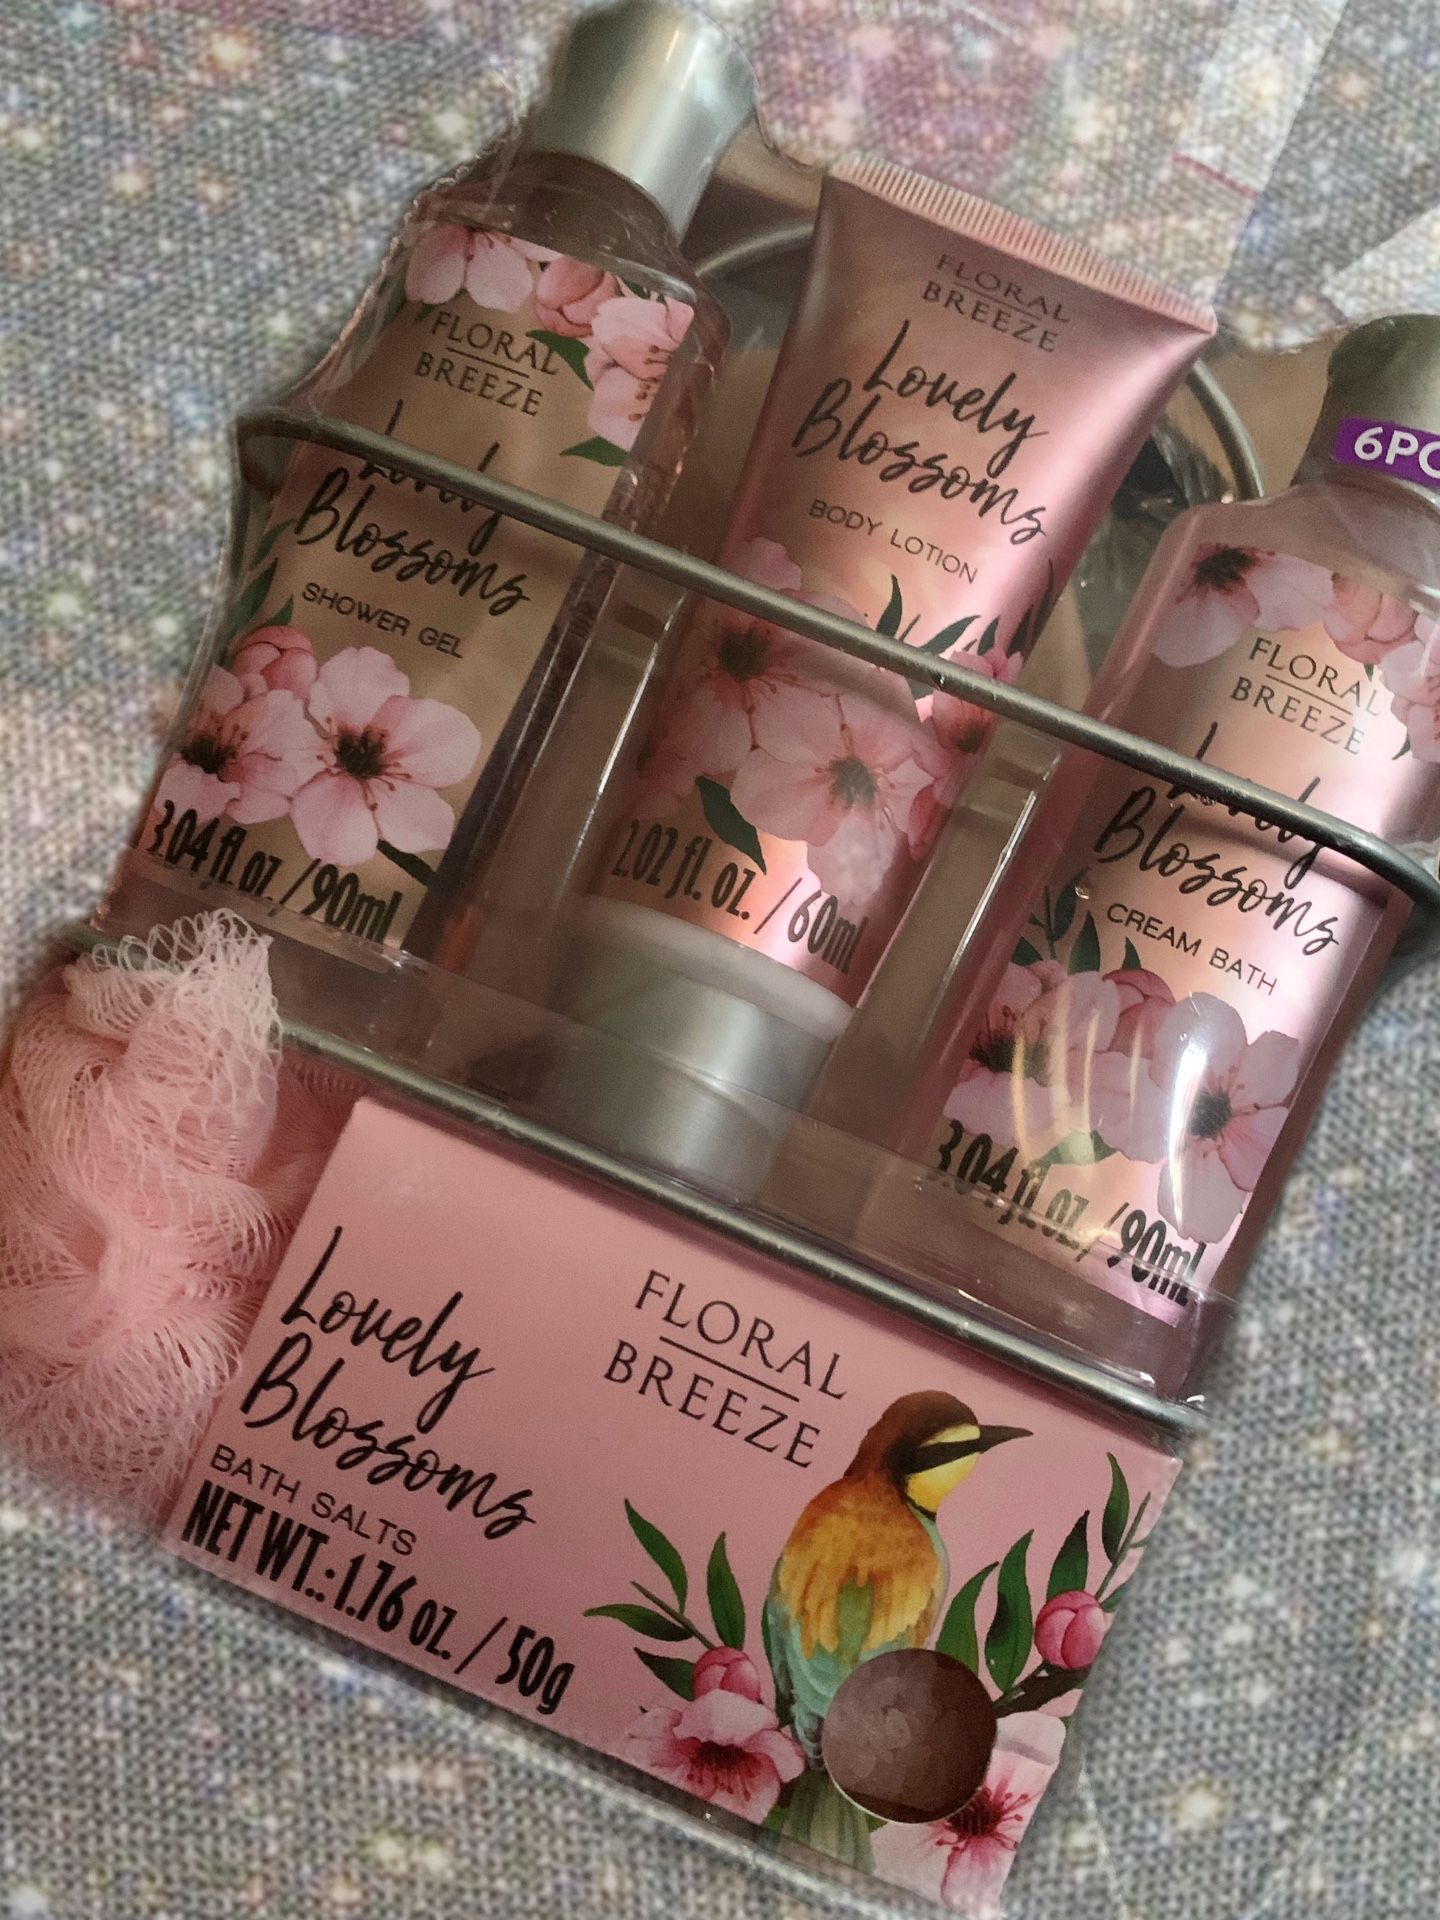 FLORAL
BREEZE
Lovely
Blossoms
SHOWER GEL
3.04 fl. oz. / 90ml
FLORAL
BREEZE
Lovely
Blossoms
BODY LOTION
2.02 fl. oz. / 60ml
6PC
FLORAL
BREEZE
Lovely
Blossoms
CREAM BATH
3.04 fl. oz. / 90ml
Lovely
Blossoms
BATH SALTS
NET WT.: 1.76 oz. / 50g
FLORAL
BREEZE